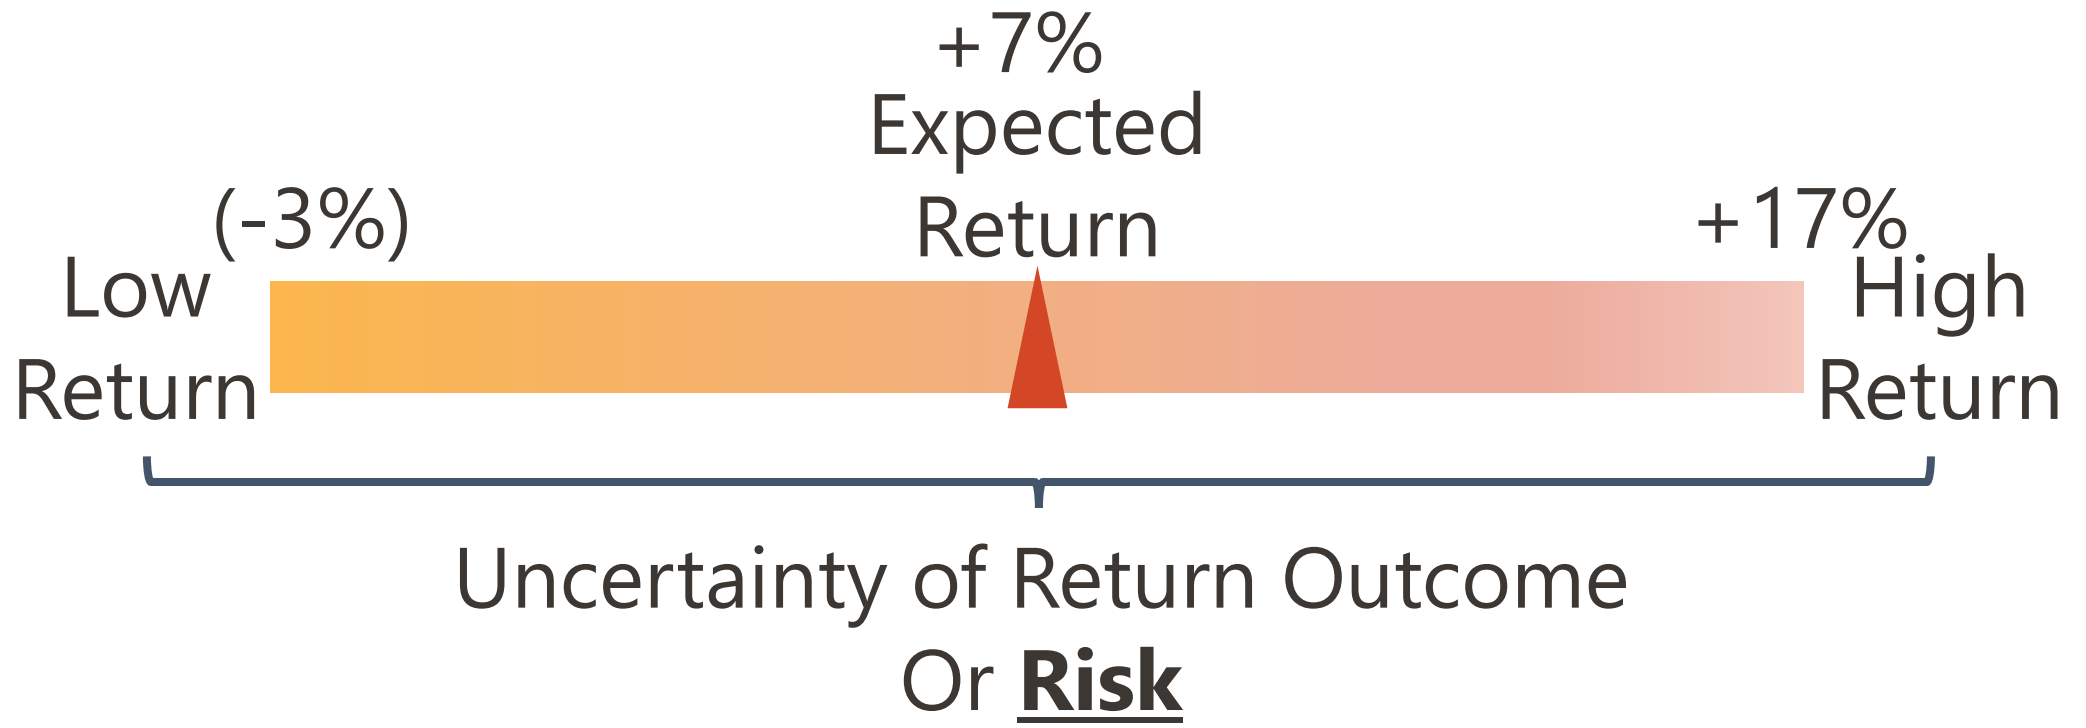 +7%
Expected
Return
(-3%)
Low
Return
+17%
High
Return
Uncertainty of Return Outcome
Or Risk